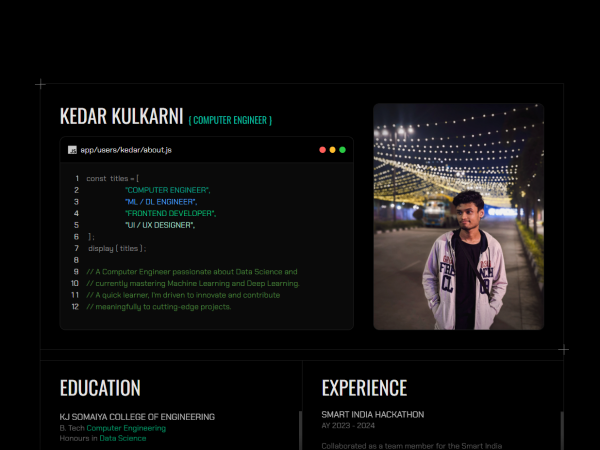 KEDAR KULKARNI { COMPUTER ENGINEER }
app/users/kedar/about.js
1 const titles = [
2 "COMPUTER ENGINEER",
3 "ML / DL ENGINEER",
4 "FRONTEND DEVELOPER",
5 "UI / UX DESIGNER",
6 ] ;
7 display ( titles ) ;
8
9 // A Computer Engineer passionate about Data Science and
10 // currently mastering Machine Learning and Deep Learning.
11 // A quick learner, I'm driven to innovate and contribute
12 // meaningfully to cutting-edge projects.
EDUCATION
KJ SOMAIYA COLLEGE OF ENGINEERING
B. Tech Computer Engineering
Honours in Data Science
EXPERIENCE
SMART INDIA HACKATHON
AY 2023 - 2024
Collaborated as a team member for the Smart India